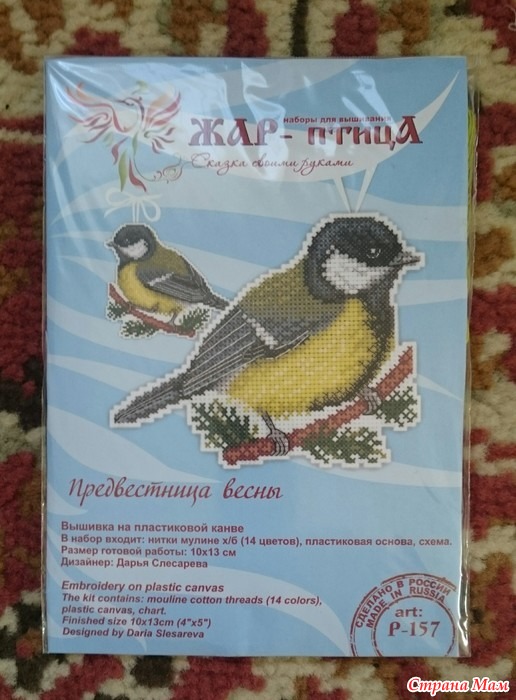 наборы для вышивания
ЖАР-ПТИЦА
Сказка своими руками
Предвестница весны
Вышивка на пластиковой канве
В набор входит: нитки мулине х/б (14 цветов), пластиковая основа, схема.
Размер готовой работы: 10x13 см
Дизайнер: Дарья Слесарева
Embroidery on plastic canvas
The kit contains: mouline cotton threads (14 colors),
plastic canvas, chart.
Finished size 10x13cm (4"x5")
Designed by Daria Slesareva
СДЕЛАНО В РОССИИ
MADE IN RUSSIA
art:
P-157
Страна Мам